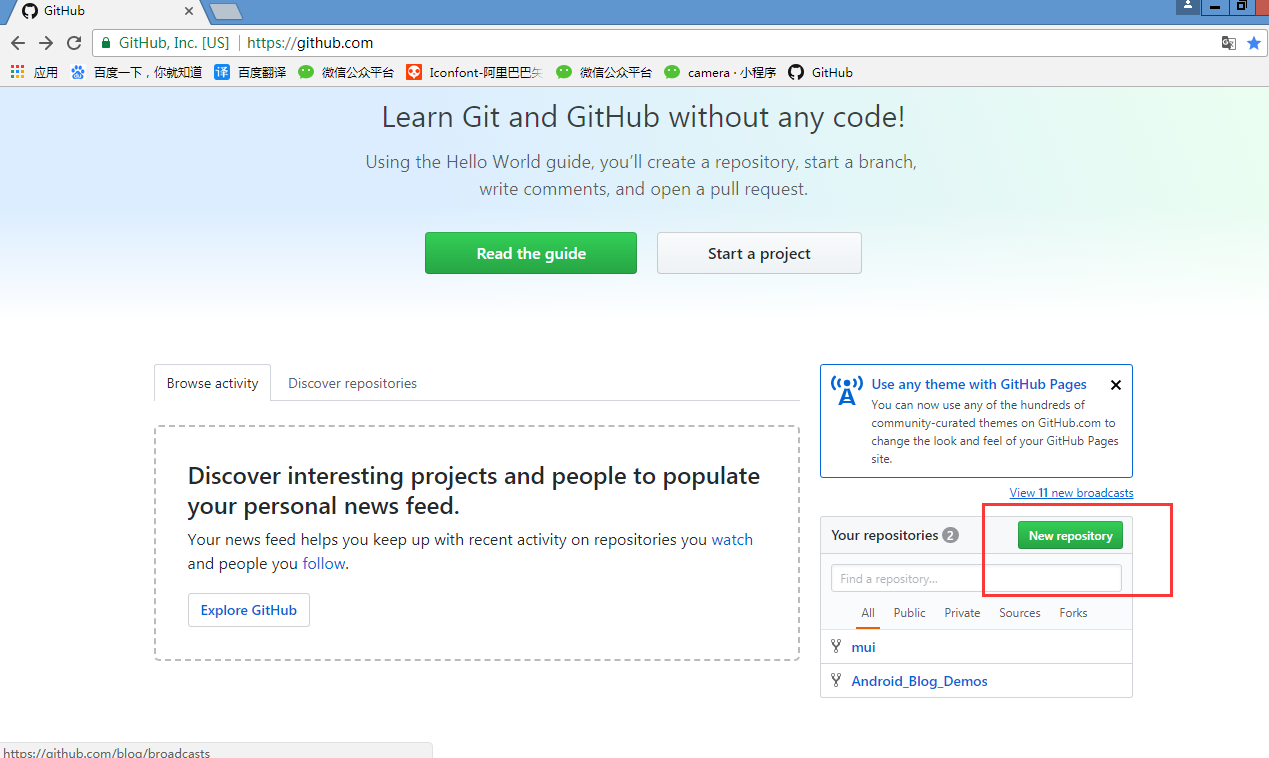 GitHub
GitHub, Inc. [US] | https://github.com
应用 百度一下，你就知道 译 百度翻译 微信公众平台 Iconfont-阿里巴巴矢 微信公众平台 camera · 小程序 GitHub
Learn Git and GitHub without any code!
Using the Hello World guide, you’ll create a repository, start a branch,
write comments, and open a pull request.
Read the guide Start a project
Browse activity Discover repositories
Discover interesting projects and people to populate
your personal news feed.
Your news feed helps you keep up with recent activity on repositories you watch
and people you follow.
Explore GitHub
Use any theme with GitHub Pages
You can now use any of the hundreds of
community-curated themes on GitHub.com to
change the look and feel of your GitHub Pages
site.
View 11 new broadcasts
Your repositories 2 New repository
Find a repository...
All Public Private Sources Forks
mui
Android_Blog_Demos
https://github.com/blog/broadcasts